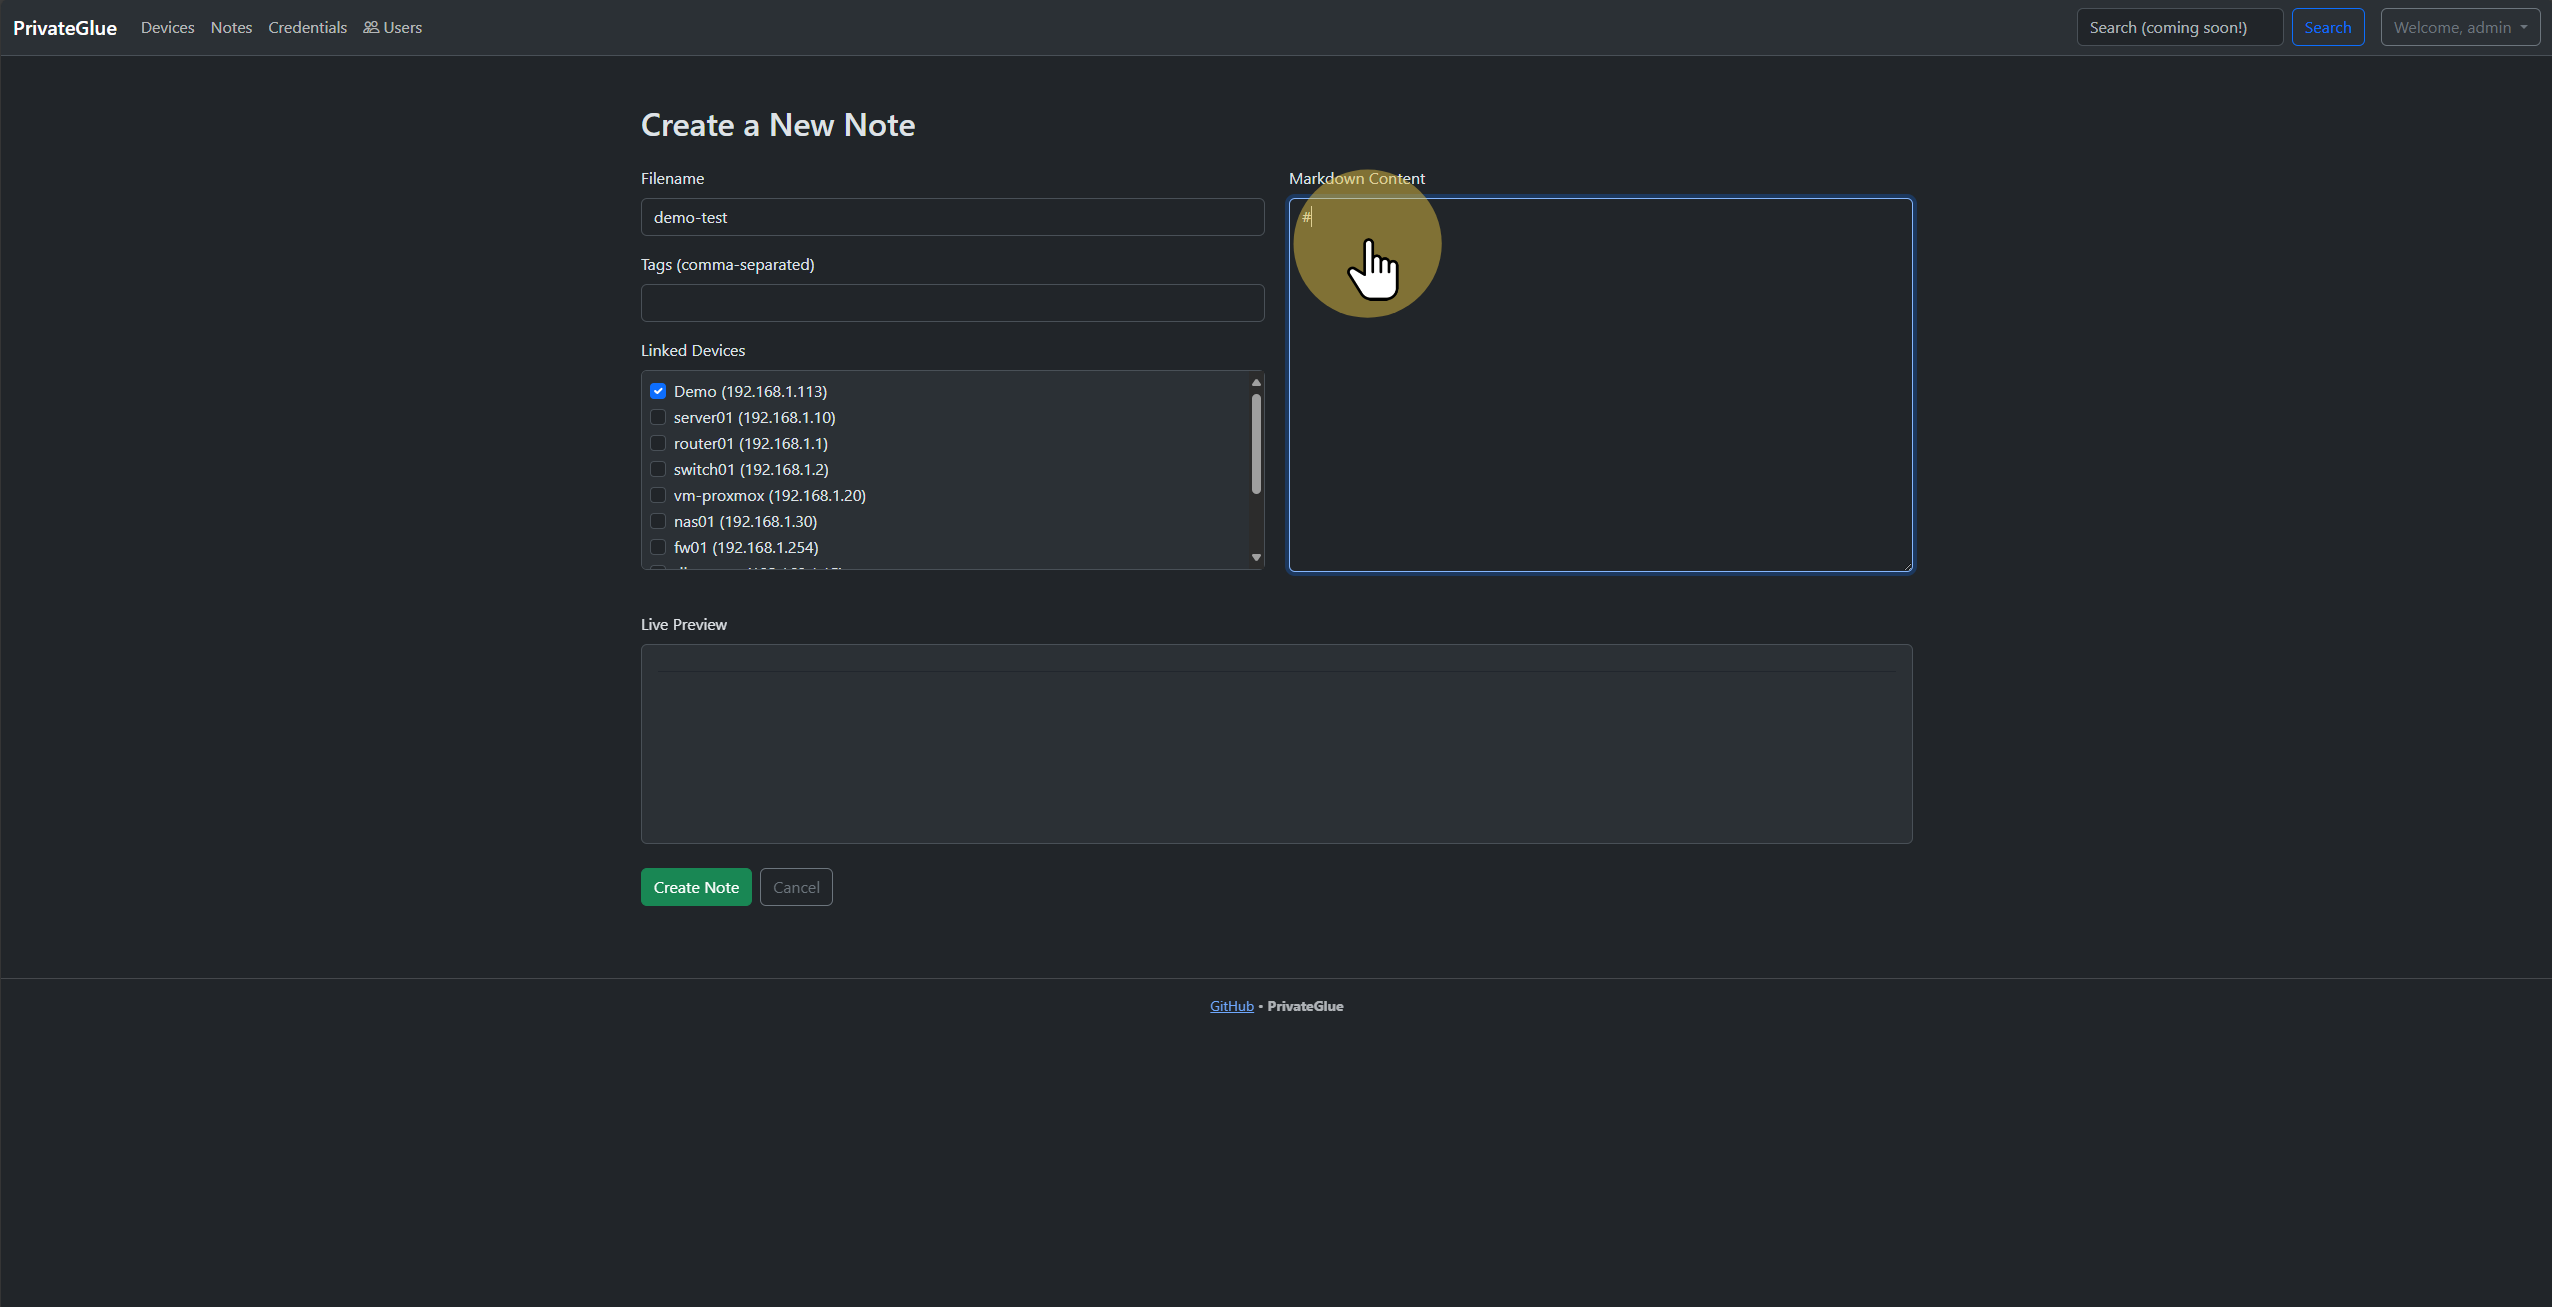 PrivateGlue Devices Notes Credentials Users Search (coming soon!) Search Welcome, admin
Create a New Note
Filename
demo-test
Tags (comma-separated)
Linked Devices
Demo (192.168.1.113)
server01 (192.168.1.10)
router01 (192.168.1.1)
switch01 (192.168.1.2)
vm-proxmox (192.168.1.20)
nas01 (192.168.1.30)
fw01 (192.168.1.254)
Markdown Content
#
Live Preview
Create Note Cancel
GitHub • PrivateGlue